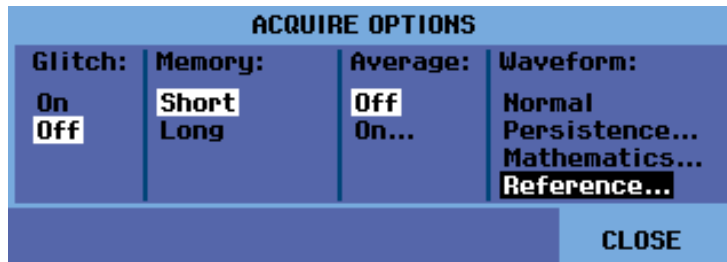 ACQUIRE OPTIONS
Glitch: Memory: Average: Waveform:
On Short Off Normal
Off Long On... Persistence...
Mathematics...
Reference...
CLOSE